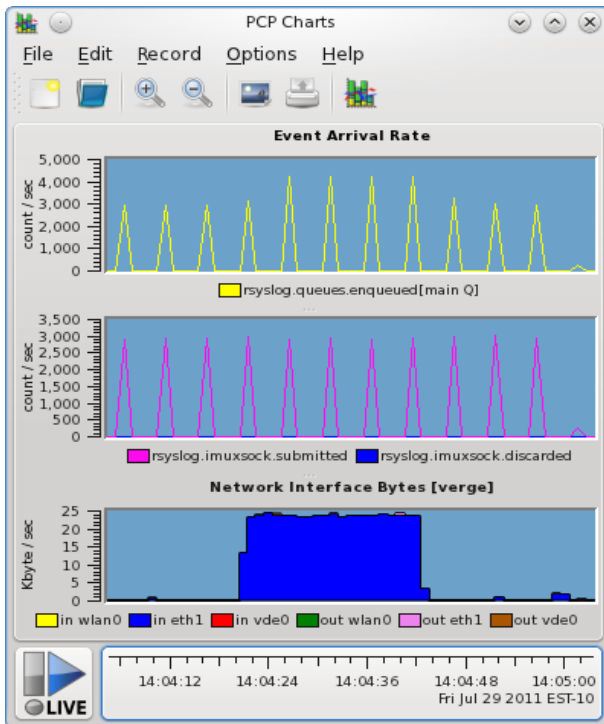 PCP Charts
File Edit Record Options Help
Event Arrival Rate
5,000
4,000
3,000
2,000
1,000
0
count / sec
rsyslog.queues.enqueued[main Q]
3,500
3,000
2,500
2,000
1,500
1,000
500
0
count / sec
rsyslog.imuxsock.submitted rsyslog.imuxsock.discarded
Network Interface Bytes [verge]
25
20
15
10
5
0
Kbyte / sec
in wlan0 in eth1 in vde0 out wlan0 out eth1 out vde0
LIVE
14:04:12 14:04:24 14:04:36 14:04:48 14:05:00
Fri Jul 29 2011 EST-10